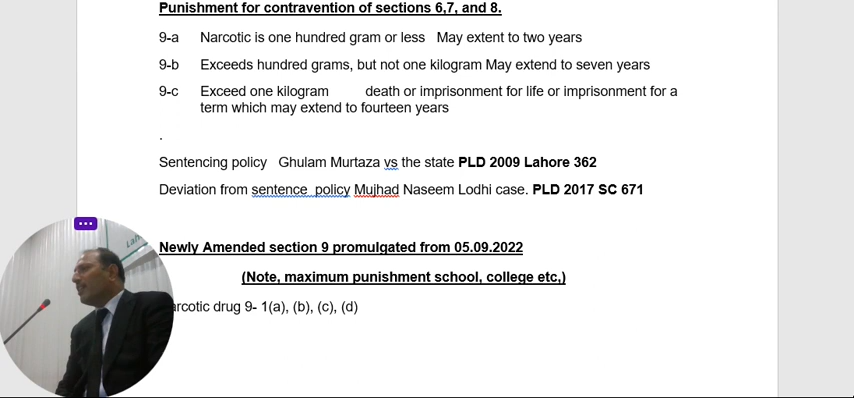 Punishment for contravention of sections 6,7, and 8.
9-a Narcotic is one hundred gram or less May extent to two years
9-b Exceeds hundred grams, but not one kilogram May extend to seven years
9-c Exceed one kilogram death or imprisonment for life or imprisonment for a
term which may extend to fourteen years
.
Sentencing policy Ghulam Murtaza vs the state PLD 2009 Lahore 362
Deviation from sentence policy Mujhad Naseem Lodhi case. PLD 2017 SC 671
Newly Amended section 9 promulgated from 05.09.2022
(Note, maximum punishment school, college etc,)
arcotic drug 9- 1(a), (b), (c), (d)